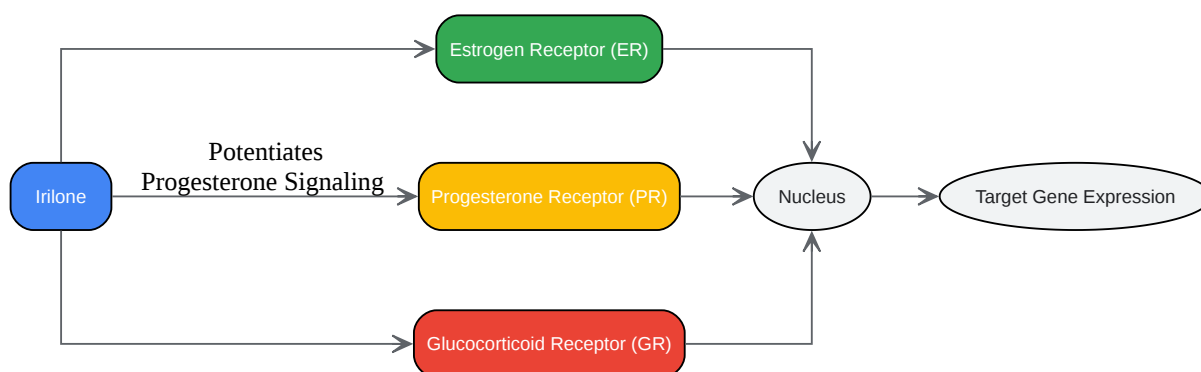 Estrogen Receptor (ER)
Potentiates
Progesterone Signaling
Irilone
Progesterone Receptor (PR)
Nucleus
Target Gene Expression
Glucocorticoid Receptor (GR)